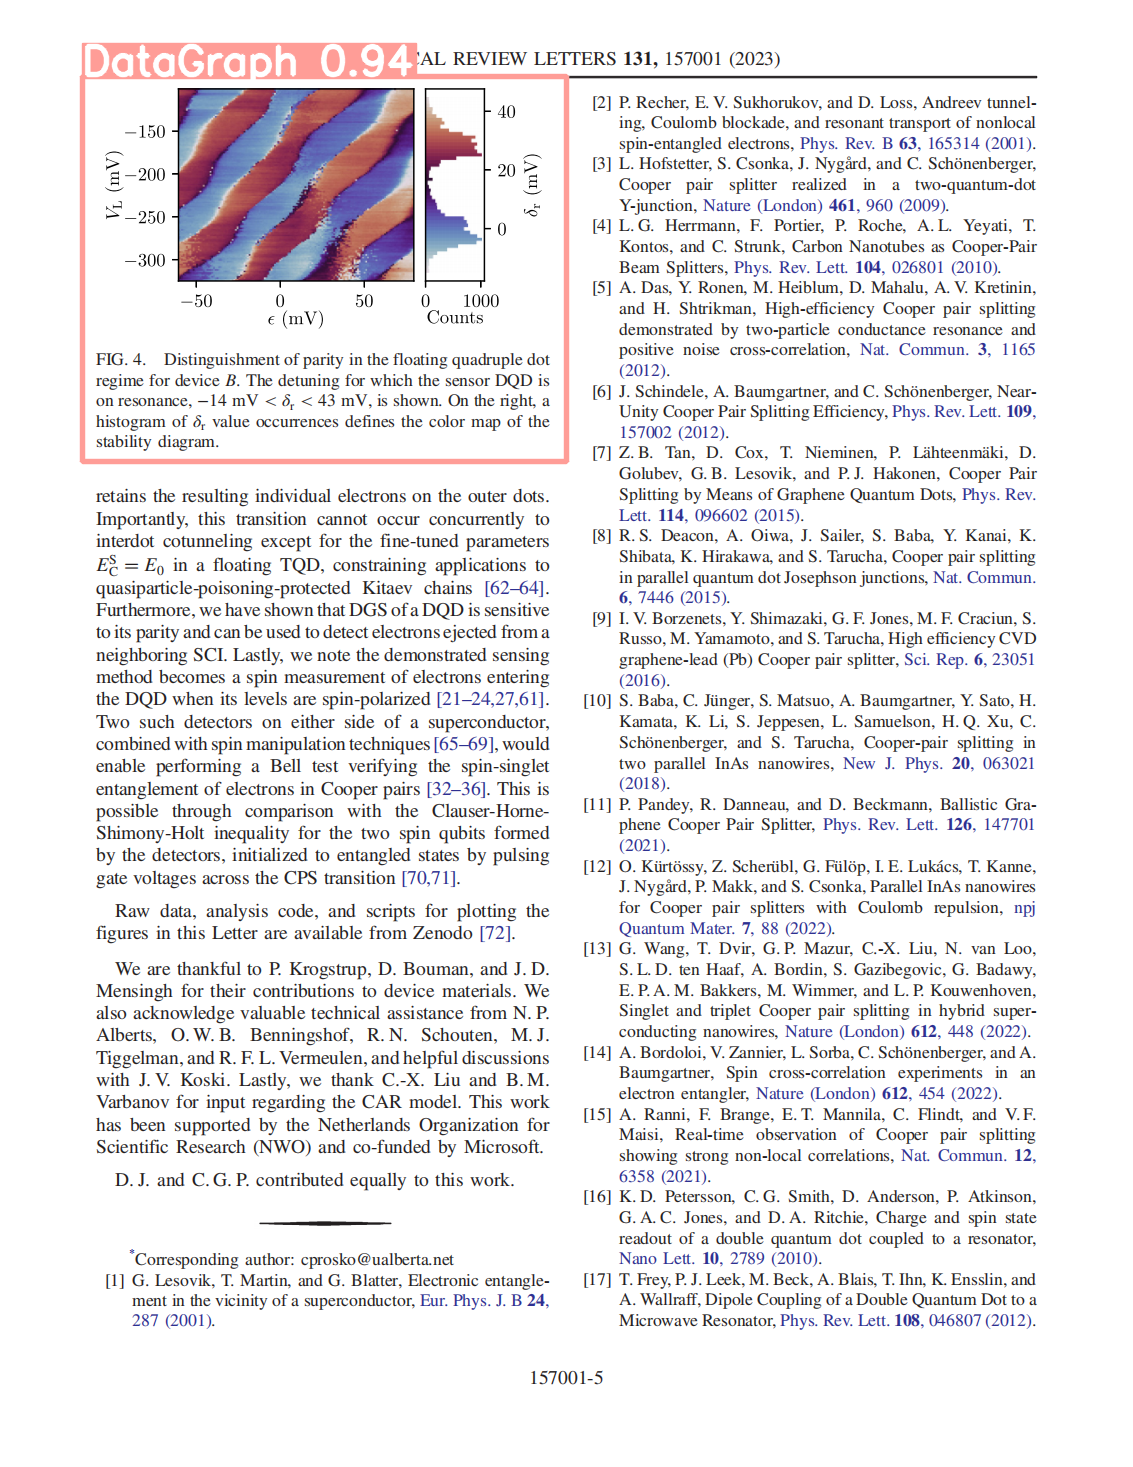 DataGraph 0.94
AL REVIEW LETTERS 131, 157001 (2023)
−150
−200
−250
−300
V_L (mV)
−50 0 50
ϵ (mV)
40
20
0
δ_r (mV)
0 1000
Counts
FIG. 4. Distinguishment of parity in the floating quadruple dot
regime for device B. The detuning for which the sensor DQD is
on resonance, −14 mV < δ_r < 43 mV, is shown. On the right, a
histogram of δ_r value occurrences defines the color map of the
stability diagram.
retains the resulting individual electrons on the outer dots.
Importantly, this transition cannot occur concurrently to
interdot cotunneling except for the fine-tuned parameters
E_C^S = E_0 in a floating TQD, constraining applications to
quasiparticle-poisoning-protected Kitaev chains [62–64].
Furthermore, we have shown that DGS of a DQD is sensitive
to its parity and can be used to detect electrons ejected from a
neighboring SCI. Lastly, we note the demonstrated sensing
method becomes a spin measurement of electrons entering
the DQD when its levels are spin-polarized [21–24,27,61].
Two such detectors on either side of a superconductor,
combined with spin manipulation techniques [65–69], would
enable performing a Bell test verifying the spin-singlet
entanglement of electrons in Cooper pairs [32–36]. This is
possible through comparison with the Clauser-Horne-
Shimony-Holt inequality for the two spin qubits formed
by the detectors, initialized to entangled states by pulsing
gate voltages across the CPS transition [70,71].
Raw data, analysis code, and scripts for plotting the
figures in this Letter are available from Zenodo [72].
We are thankful to P. Krogstrup, D. Bouman, and J. D.
Mensingh for their contributions to device materials. We
also acknowledge valuable technical assistance from N. P.
Alberts, O. W. B. Benningshof, R. N. Schouten, M. J.
Tiggelman, and R. F. L. Vermeulen, and helpful discussions
with J. V. Koski. Lastly, we thank C.-X. Liu and B. M.
Varbanov for input regarding the CAR model. This work
has been supported by the Netherlands Organization for
Scientific Research (NWO) and co-funded by Microsoft.
D. J. and C. G. P. contributed equally to this work.
*Corresponding author: cprosko@ualberta.net
[1] G. Lesovik, T. Martin, and G. Blatter, Electronic entangle-
ment in the vicinity of a superconductor, Eur. Phys. J. B 24,
287 (2001).
[2] P. Recher, E. V. Sukhorukov, and D. Loss, Andreev tunnel-
ing, Coulomb blockade, and resonant transport of nonlocal
spin-entangled electrons, Phys. Rev. B 63, 165314 (2001).
[3] L. Hofstetter, S. Csonka, J. Nygård, and C. Schönenberger,
Cooper pair splitter realized in a two-quantum-dot
Y-junction, Nature (London) 461, 960 (2009).
[4] L. G. Herrmann, F. Portier, P. Roche, A. L. Yeyati, T.
Kontos, and C. Strunk, Carbon Nanotubes as Cooper-Pair
Beam Splitters, Phys. Rev. Lett. 104, 026801 (2010).
[5] A. Das, Y. Ronen, M. Heiblum, D. Mahalu, A. V. Kretinin,
and H. Shtrikman, High-efficiency Cooper pair splitting
demonstrated by two-particle conductance resonance and
positive noise cross-correlation, Nat. Commun. 3, 1165
(2012).
[6] J. Schindele, A. Baumgartner, and C. Schönenberger, Near-
Unity Cooper Pair Splitting Efficiency, Phys. Rev. Lett. 109,
157002 (2012).
[7] Z. B. Tan, D. Cox, T. Nieminen, P. Lähteenmäki, D.
Golubev, G. B. Lesovik, and P. J. Hakonen, Cooper Pair
Splitting by Means of Graphene Quantum Dots, Phys. Rev.
Lett. 114, 096602 (2015).
[8] R. S. Deacon, A. Oiwa, J. Sailer, S. Baba, Y. Kanai, K.
Shibata, K. Hirakawa, and S. Tarucha, Cooper pair splitting
in parallel quantum dot Josephson junctions, Nat. Commun.
6, 7446 (2015).
[9] I. V. Borzenets, Y. Shimazaki, G. F. Jones, M. F. Craciun, S.
Russo, M. Yamamoto, and S. Tarucha, High efficiency CVD
graphene-lead (Pb) Cooper pair splitter, Sci. Rep. 6, 23051
(2016).
[10] S. Baba, C. Jünger, S. Matsuo, A. Baumgartner, Y. Sato, H.
Kamata, K. Li, S. Jeppesen, L. Samuelson, H. Q. Xu, C.
Schönenberger, and S. Tarucha, Cooper-pair splitting in
two parallel InAs nanowires, New J. Phys. 20, 063021
(2018).
[11] P. Pandey, R. Danneau, and D. Beckmann, Ballistic Gra-
phene Cooper Pair Splitter, Phys. Rev. Lett. 126, 147701
(2021).
[12] O. Kürtössy, Z. Scherübl, G. Fülöp, I. E. Lukács, T. Kanne,
J. Nygård, P. Makk, and S. Csonka, Parallel InAs nanowires
for Cooper pair splitters with Coulomb repulsion, npj
Quantum Mater. 7, 88 (2022).
[13] G. Wang, T. Dvir, G. P. Mazur, C.-X. Liu, N. van Loo,
S. L. D. ten Haaf, A. Bordin, S. Gazibegovic, G. Badawy,
E. P. A. M. Bakkers, M. Wimmer, and L. P. Kouwenhoven,
Singlet and triplet Cooper pair splitting in hybrid super-
conducting nanowires, Nature (London) 612, 448 (2022).
[14] A. Bordoloi, V. Zannier, L. Sorba, C. Schönenberger, and A.
Baumgartner, Spin cross-correlation experiments in an
electron entangler, Nature (London) 612, 454 (2022).
[15] A. Ranni, F. Brange, E. T. Mannila, C. Flindt, and V. F.
Maisi, Real-time observation of Cooper pair splitting
showing strong non-local correlations, Nat. Commun. 12,
6358 (2021).
[16] K. D. Petersson, C. G. Smith, D. Anderson, P. Atkinson,
G. A. C. Jones, and D. A. Ritchie, Charge and spin state
readout of a double quantum dot coupled to a resonator,
Nano Lett. 10, 2789 (2010).
[17] T. Frey, P. J. Leek, M. Beck, A. Blais, T. Ihn, K. Ensslin, and
A. Wallraff, Dipole Coupling of a Double Quantum Dot to a
Microwave Resonator, Phys. Rev. Lett. 108, 046807 (2012).
157001-5